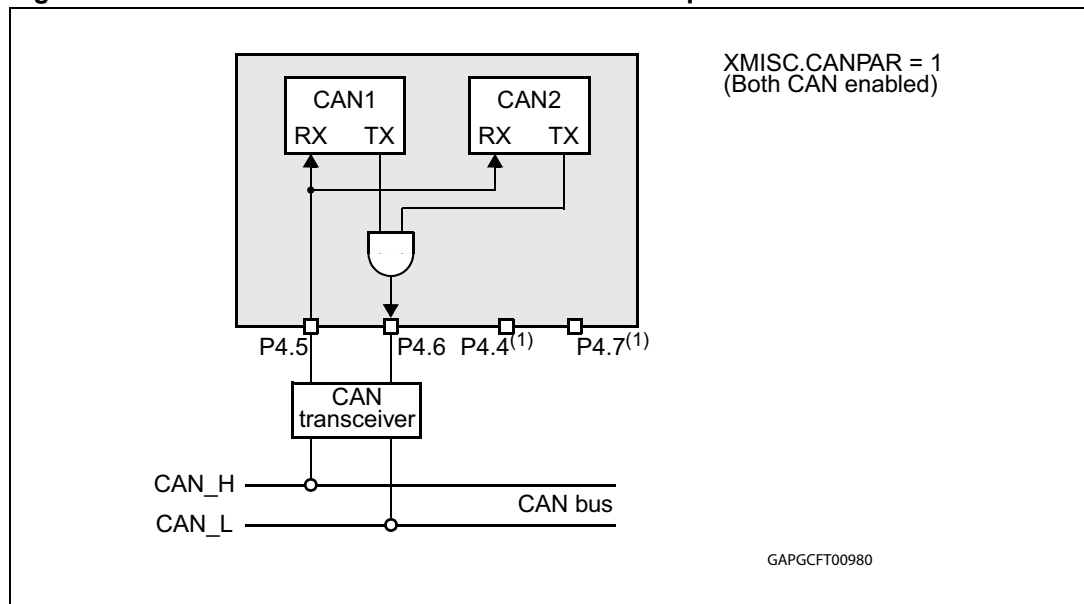 XMISC.CANPAR = 1
(Both CAN enabled)
CAN1
RX TX
CAN2
RX TX
P4.5
P4.6
P4.4(1)
P4.7(1)
CAN
transceiver
CAN_H
CAN bus
CAN_L
GAPGCFT00980